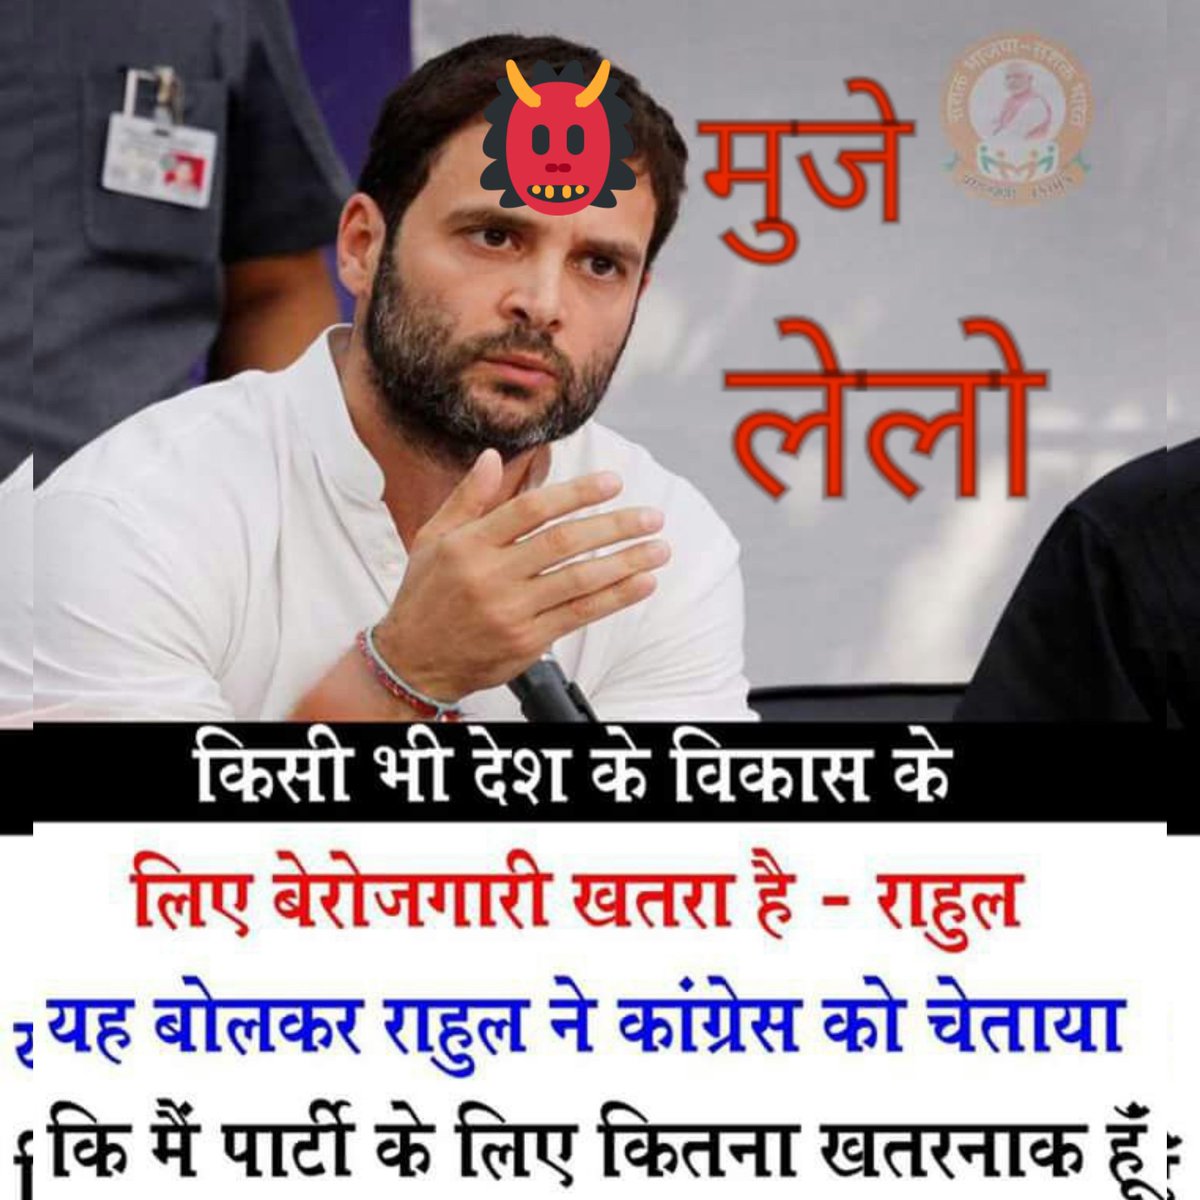 मुजे
लेलो
किसी भी देश के विकास के
लिए बेरोजगारी खतरा है - राहुल
यह बोलकर राहुल ने कांग्रेस को चेताया
कि मैं पार्टी के लिए कितना खतरनाक हूँ